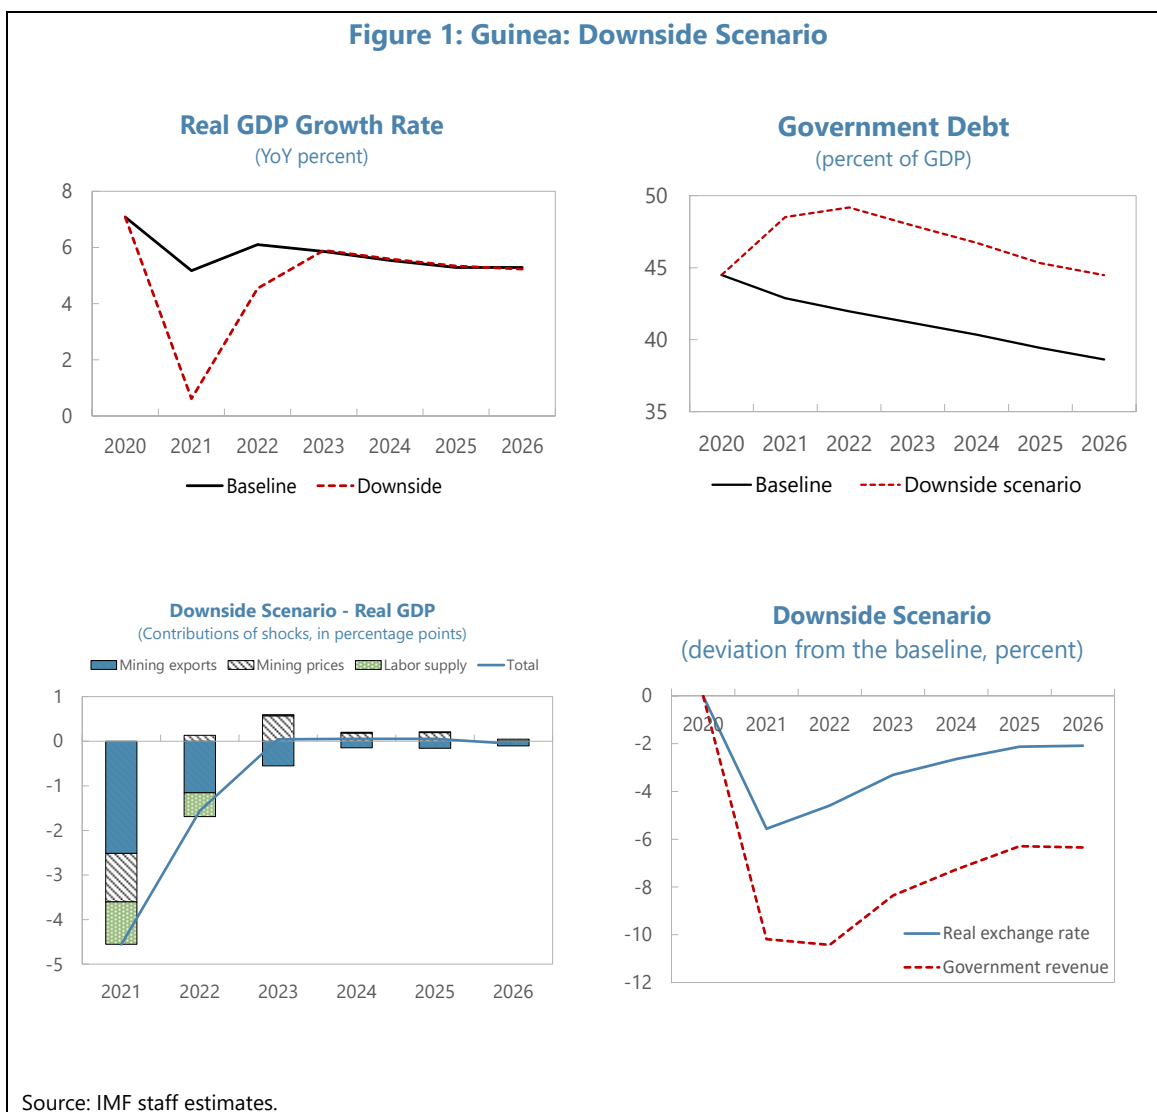 Figure 1: Guinea: Downside Scenario
Real GDP Growth Rate
(YoY percent)
8
6
4
2
0
2020 2021 2022 2023 2024 2025 2026
Baseline Downside
Government Debt
(percent of GDP)
50
45
40
35
2020 2021 2022 2023 2024 2025 2026
Baseline Downside scenario
Downside Scenario - Real GDP
(Contributions of shocks, in percentage points)
Mining exports Mining prices Labor supply Total
1
0
-1
-2
-3
-4
-5
2021 2022 2023 2024 2025 2026
Downside Scenario
(deviation from the baseline, percent)
0
2020 2021 2022 2023 2024 2025 2026
-2
-4
-6
-8
-10
-12
Real exchange rate
Government revenue
Source: IMF staff estimates.